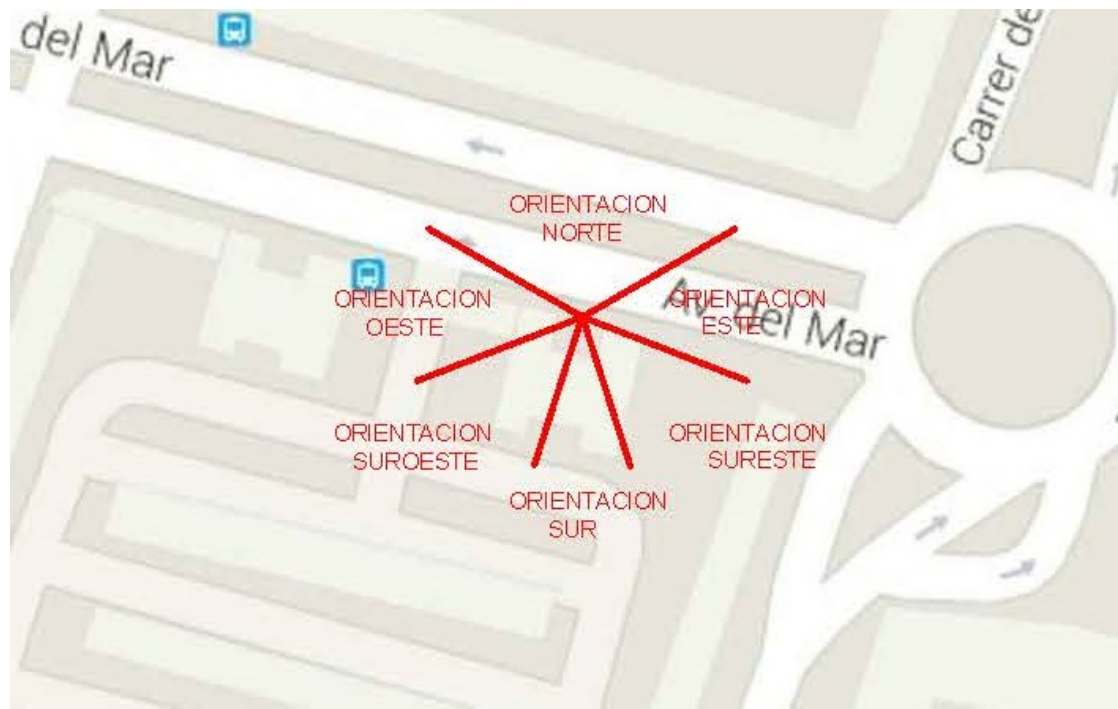 del Mar
Carrer de
ORIENTACION
NORTE
ORIENTACION
OESTE
ORIENTACION
ESTE
Av. del Mar
ORIENTACION
SUROESTE
ORIENTACION
SURESTE
ORIENTACION
SUR